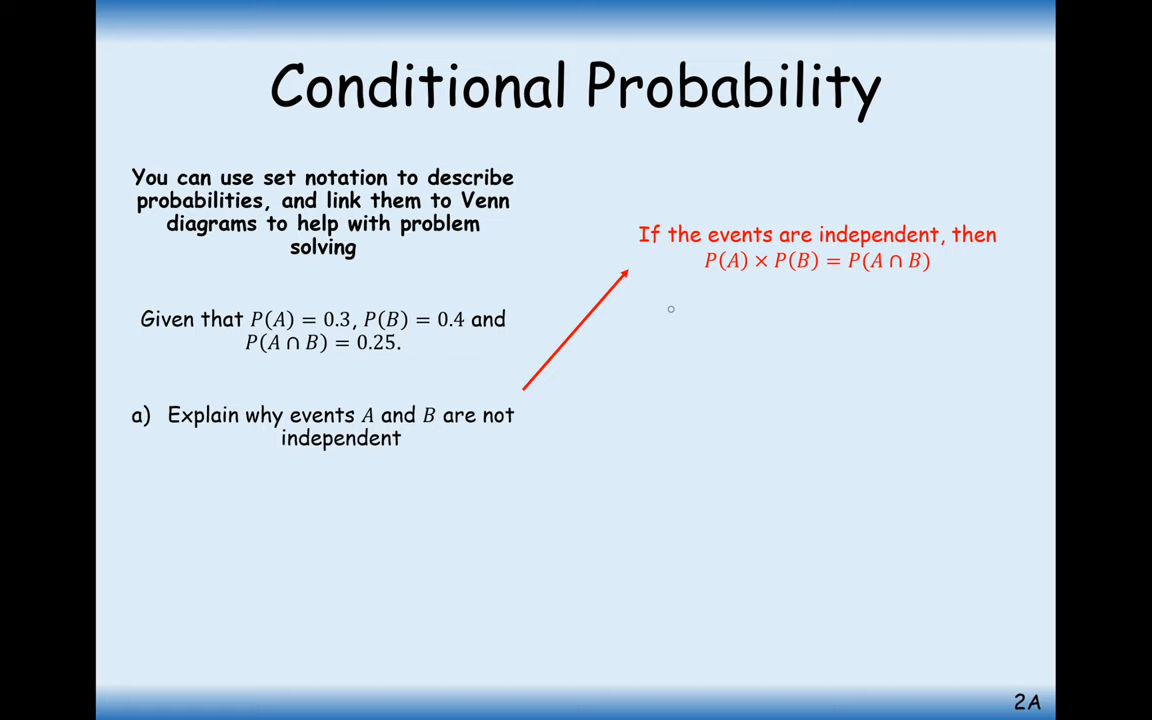 Conditional Probability
You can use set notation to describe
probabilities, and link them to Venn
diagrams to help with problem
solving
If the events are independent, then
P(A) × P(B) = P(A ∩ B)
Given that P(A) = 0.3, P(B) = 0.4 and
P(A ∩ B) = 0.25.
a) Explain why events A and B are not
independent
2A